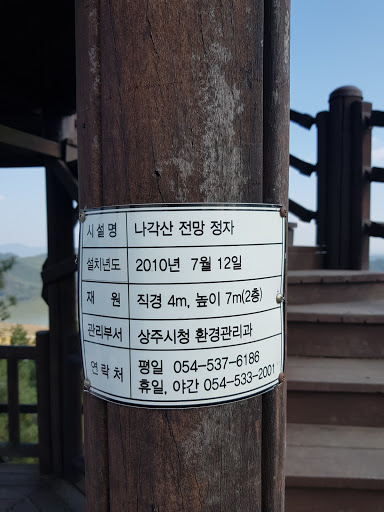 시 설 명 나각산 전망 정자
설치년도 2010년 7월 12일
재 원 직경 4m, 높이 7m(2층)
관리부서 상주시청 환경관리과
연 락 처 평일 054-537-6186
휴일, 야간 054-533-2001